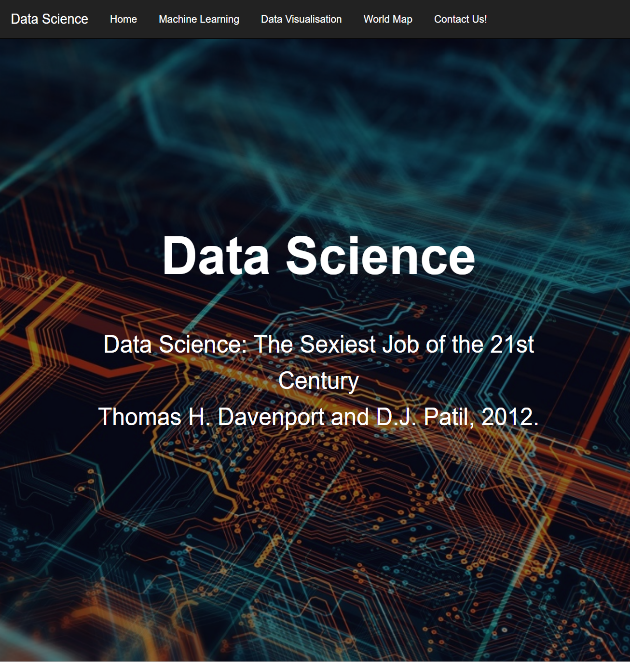 Data Science Home Machine Learning Data Visualisation World Map Contact Us!
Data Science
Data Science: The Sexiest Job of the 21st
Century
Thomas H. Davenport and D.J. Patil, 2012.